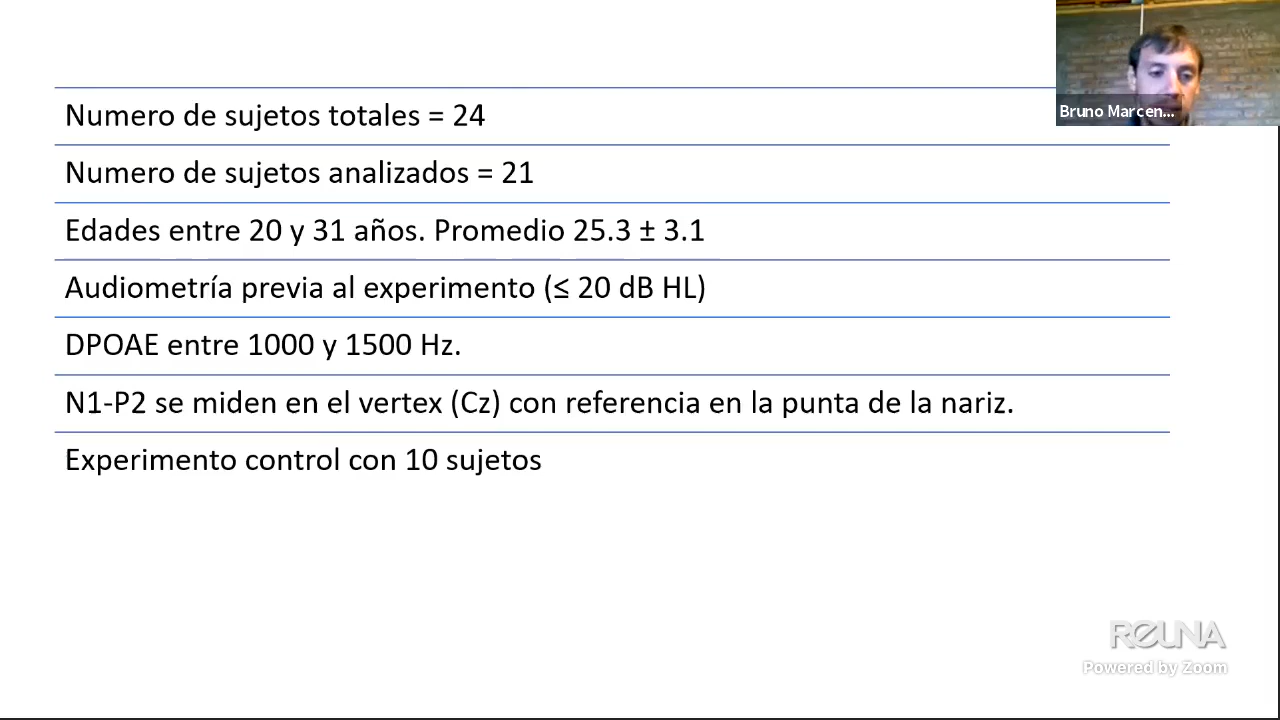 Numero de sujetos totales = 24
Bruno Marcen...
Numero de sujetos analizados = 21
Edades entre 20 y 31 años. Promedio 25.3 ± 3.1
Audiometría previa al experimento (≤ 20 dB HL)
DPOAE entre 1000 y 1500 Hz.
N1-P2 se miden en el vertex (Cz) con referencia en la punta de la nariz.
Experimento control con 10 sujetos
REUNA
Powered by Zoom